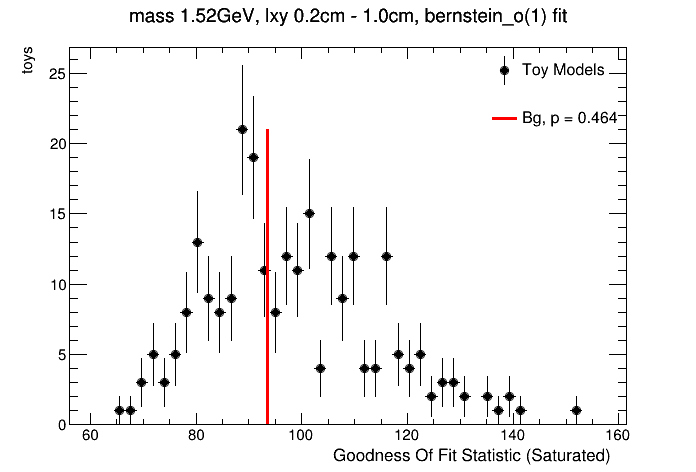 mass 1.52GeV, lxy 0.2cm - 1.0cm, bernstein_o(1) fit
toys
25
20
15
10
5
0
Toy Models
Bg, p = 0.464
60 80 100 120 140 160
Goodness Of Fit Statistic (Saturated)